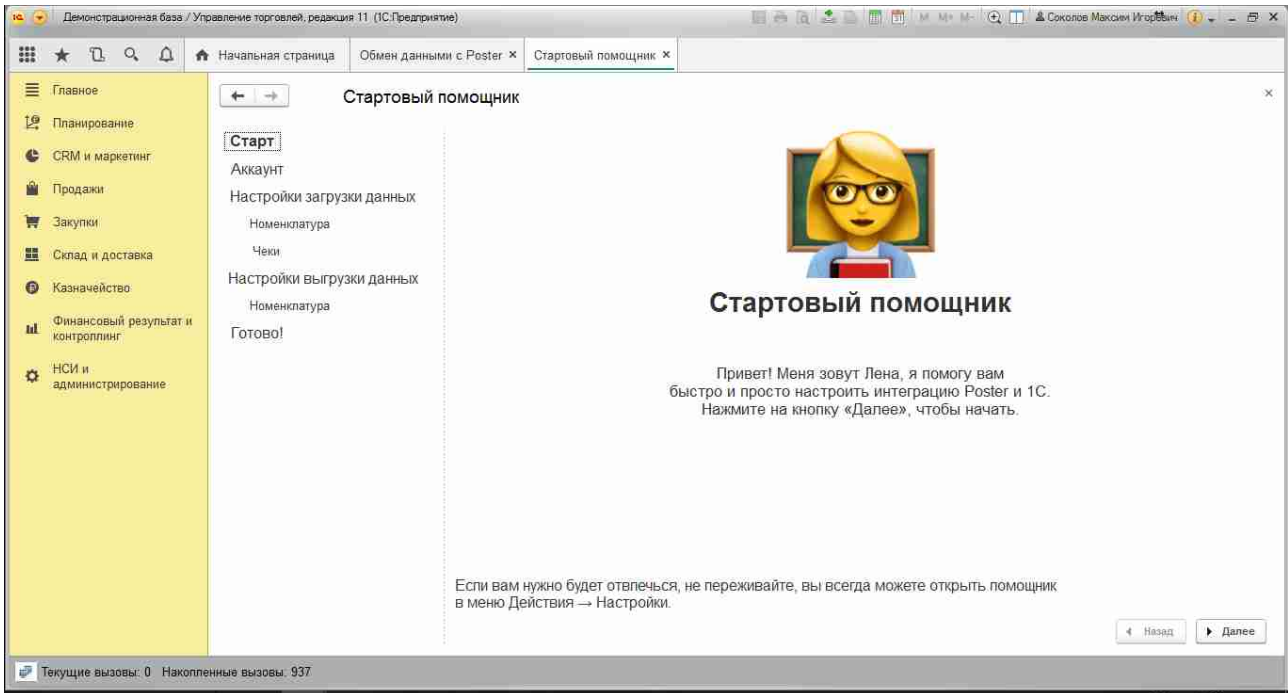 Демонстрационная база / Управление торговлей, редакция 11 (1С:Предприятие)
M M+ M-
Соколов Максим Игоревич
Начальная страница
Обмен данными с Poster ×
Стартовый помощник ×
Главное
Планирование
CRM и маркетинг
Продажи
Закупки
Склад и доставка
Казначейство
Финансовый результат и
контроллинг
НСИ и
администрирование
Стартовый помощник
Старт
Аккаунт
Настройки загрузки данных
Номенклатура
Чеки
Настройки выгрузки данных
Номенклатура
Готово!
Стартовый помощник
Привет! Меня зовут Лена, я помогу вам
быстро и просто настроить интеграцию Poster и 1С.
Нажмите на кнопку «Далее», чтобы начать.
Если вам нужно будет отвлечься, не переживайте, вы всегда можете открыть помощник
в меню Действия → Настройки.
Назад
Далее
Текущие вызовы: 0 Накопленные вызовы: 937